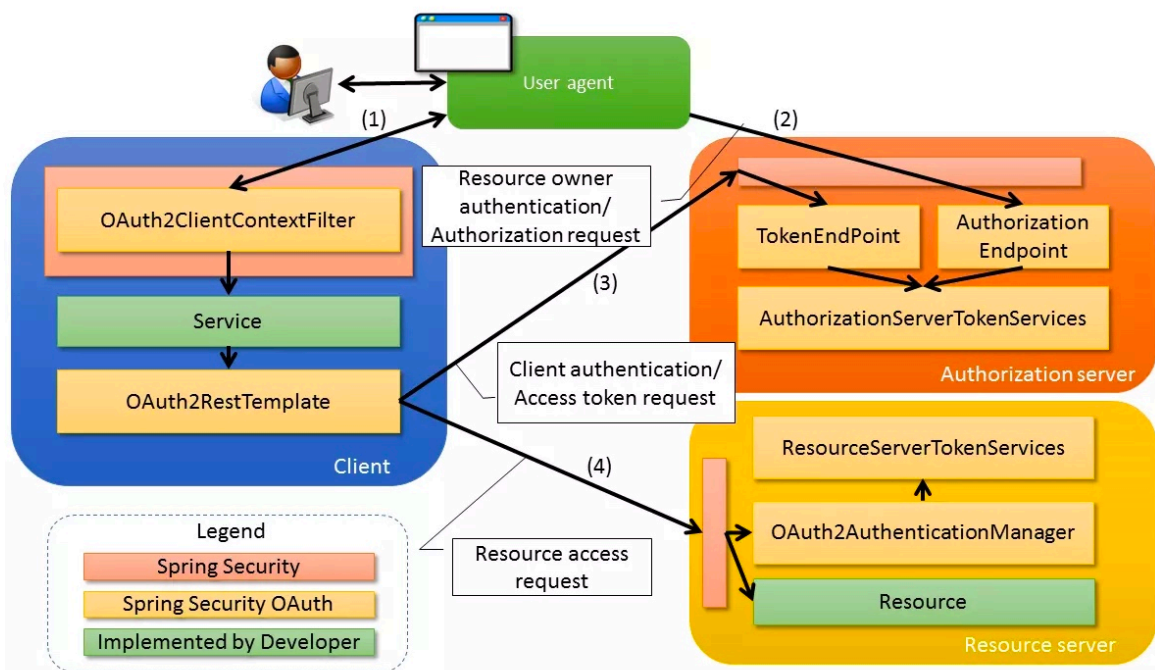 User agent
(1)
(2)
OAuth2ClientContextFilter
Service
OAuth2RestTemplate
Client
Resource owner
authentication/
Authorization request
(3)
Client authentication/
Access token request
(4)
Resource access
request
TokenEndPoint
Authorization
Endpoint
AuthorizationServerTokenServices
Authorization server
ResourceServerTokenServices
OAuth2AuthenticationManager
Resource
Resource server
Legend
Spring Security
Spring Security OAuth
Implemented by Developer